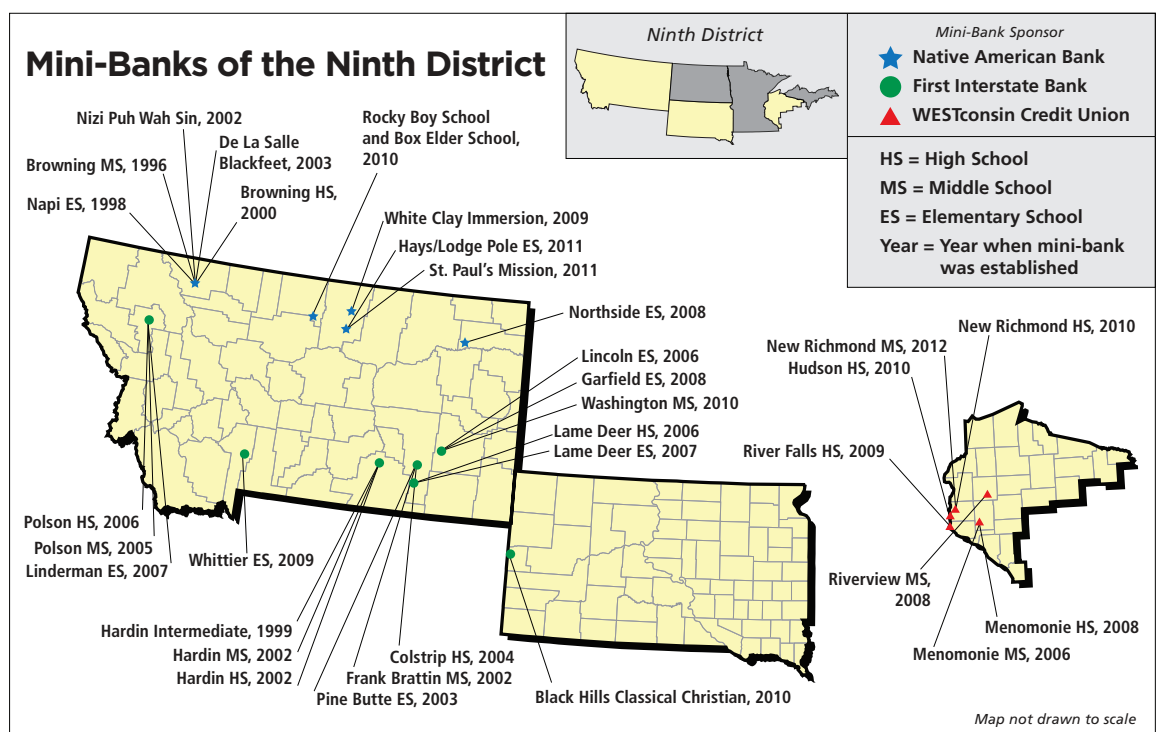 Mini-Banks of the Ninth District
Ninth District
Mini-Bank Sponsor
Native American Bank
First Interstate Bank
WESTconsin Credit Union
HS = High School
MS = Middle School
ES = Elementary School
Year = Year when mini-bank
was established
Nizi Puh Wah Sin, 2002
De La Salle
Blackfeet, 2003
Browning MS, 1996
Browning HS,
2000
Napi ES, 1998
Rocky Boy School
and Box Elder School,
2010
White Clay Immersion, 2009
Hays/Lodge Pole ES, 2011
St. Paul's Mission, 2011
Northside ES, 2008
Lincoln ES, 2006
Garfield ES, 2008
Washington MS, 2010
Lame Deer HS, 2006
Lame Deer ES, 2007
New Richmond HS, 2010
New Richmond MS, 2012
Hudson HS, 2010
River Falls HS, 2009
Polson HS, 2006
Polson MS, 2005
Linderman ES, 2007
Whittier ES, 2009
Hardin Intermediate, 1999
Hardin MS, 2002
Hardin HS, 2002
Colstrip HS, 2004
Frank Brattin MS, 2002
Pine Butte ES, 2003
Black Hills Classical Christian, 2010
Riverview MS,
2008
Menomonie HS, 2008
Menomonie MS, 2006
Map not drawn to scale